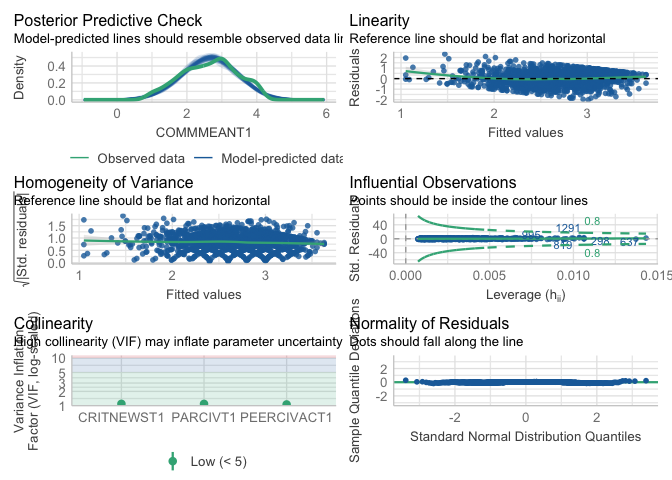 Posterior Predictive Check
Model-predicted lines should resemble observed data lin
Density
0.4
0.2
0.0
0
2
4
6
COMMMEANT1
Observed data
Model-predicted data
Linearity
Reference line should be flat and horizontal
Residuals
2
1
0
-1
-2
1
2
3
Fitted values
Homogeneity of Variance
Reference line should be flat and horizontal
√|Std. residuals|
1.5
1.0
0.5
0.0
1
2
3
Fitted values
Influential Observations
Points should be inside the contour lines
Std. Residuals
40
0
-40
0.8
1291
298
637
819
0.8
0.000
0.005
0.010
0.015
Leverage (hii)
Collinearity
High collinearity (VIF) may inflate parameter uncertainty
Variance Inflation
Factor (VIF, log-scaled)
10
5
3
2
1
CRITNEWST1
PARCIVT1
PEERCIVACT1
Low (< 5)
Normality of Residuals
Dots should fall along the line
Sample Quantile Deviations
2
0
-2
-2
0
2
Standard Normal Distribution Quantiles